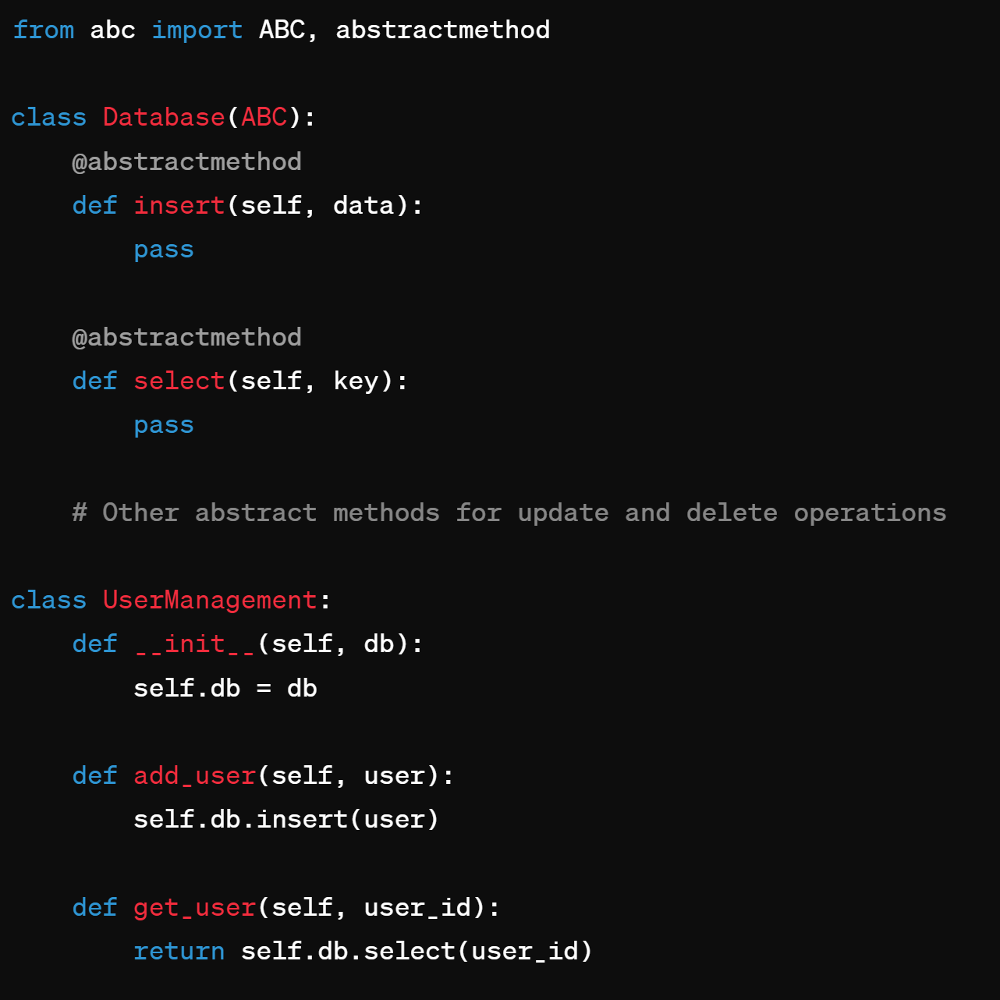 from abc import ABC, abstractmethod

class Database(ABC):
    @abstractmethod
    def insert(self, data):
        pass

    @abstractmethod
    def select(self, key):
        pass

    # Other abstract methods for update and delete operations

class UserManagement:
    def __init__(self, db):
        self.db = db

    def add_user(self, user):
        self.db.insert(user)

    def get_user(self, user_id):
        return self.db.select(user_id)